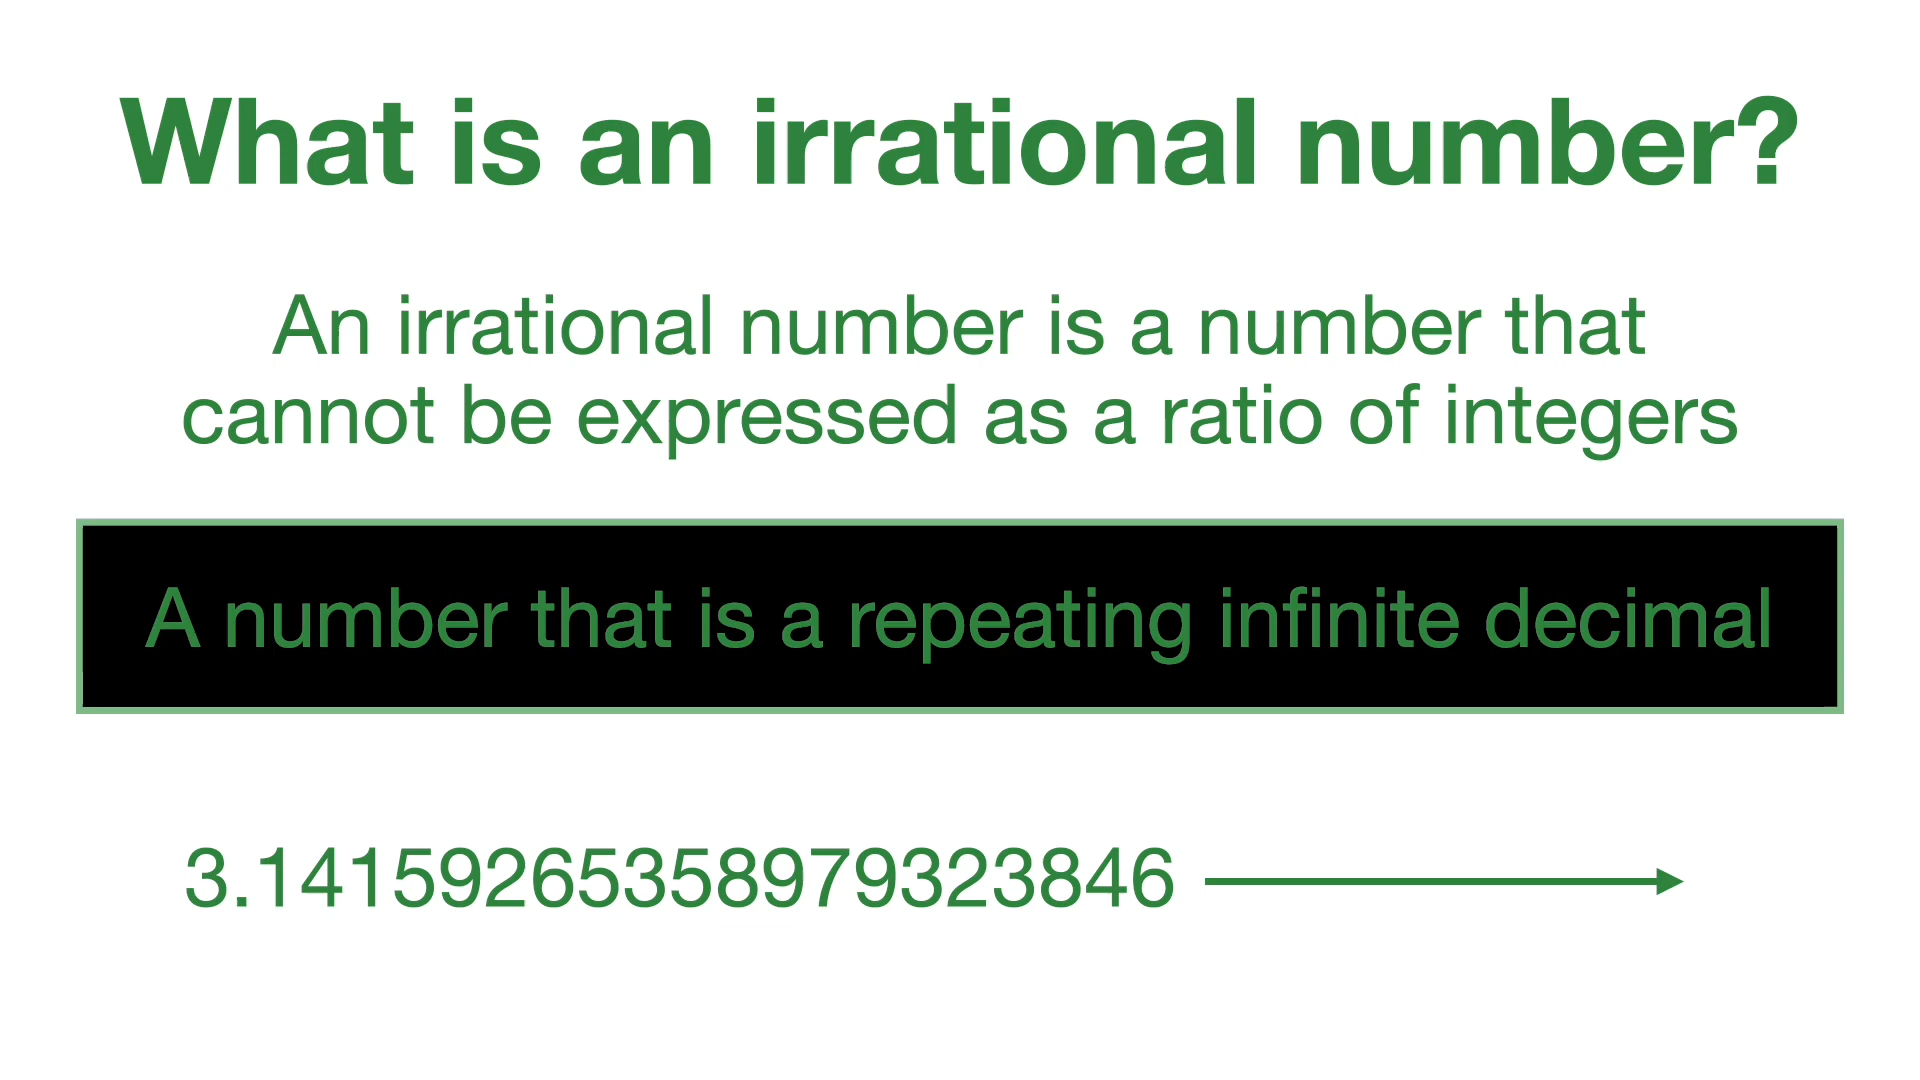 What is an irrational number?
An irrational number is a number that
cannot be expressed as a ratio of integers
A number that is a repeating infinite decimal
3.14159265358979323846